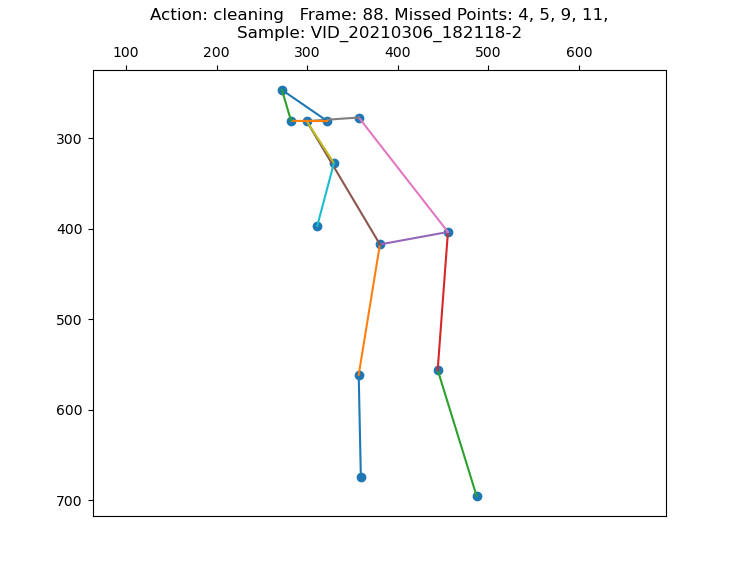 Action: cleaning   Frame: 88. Missed Points: 4, 5, 9, 11,
Sample: VID_20210306_182118-2
100 200 300 400 500 600
300
400
500
600
700